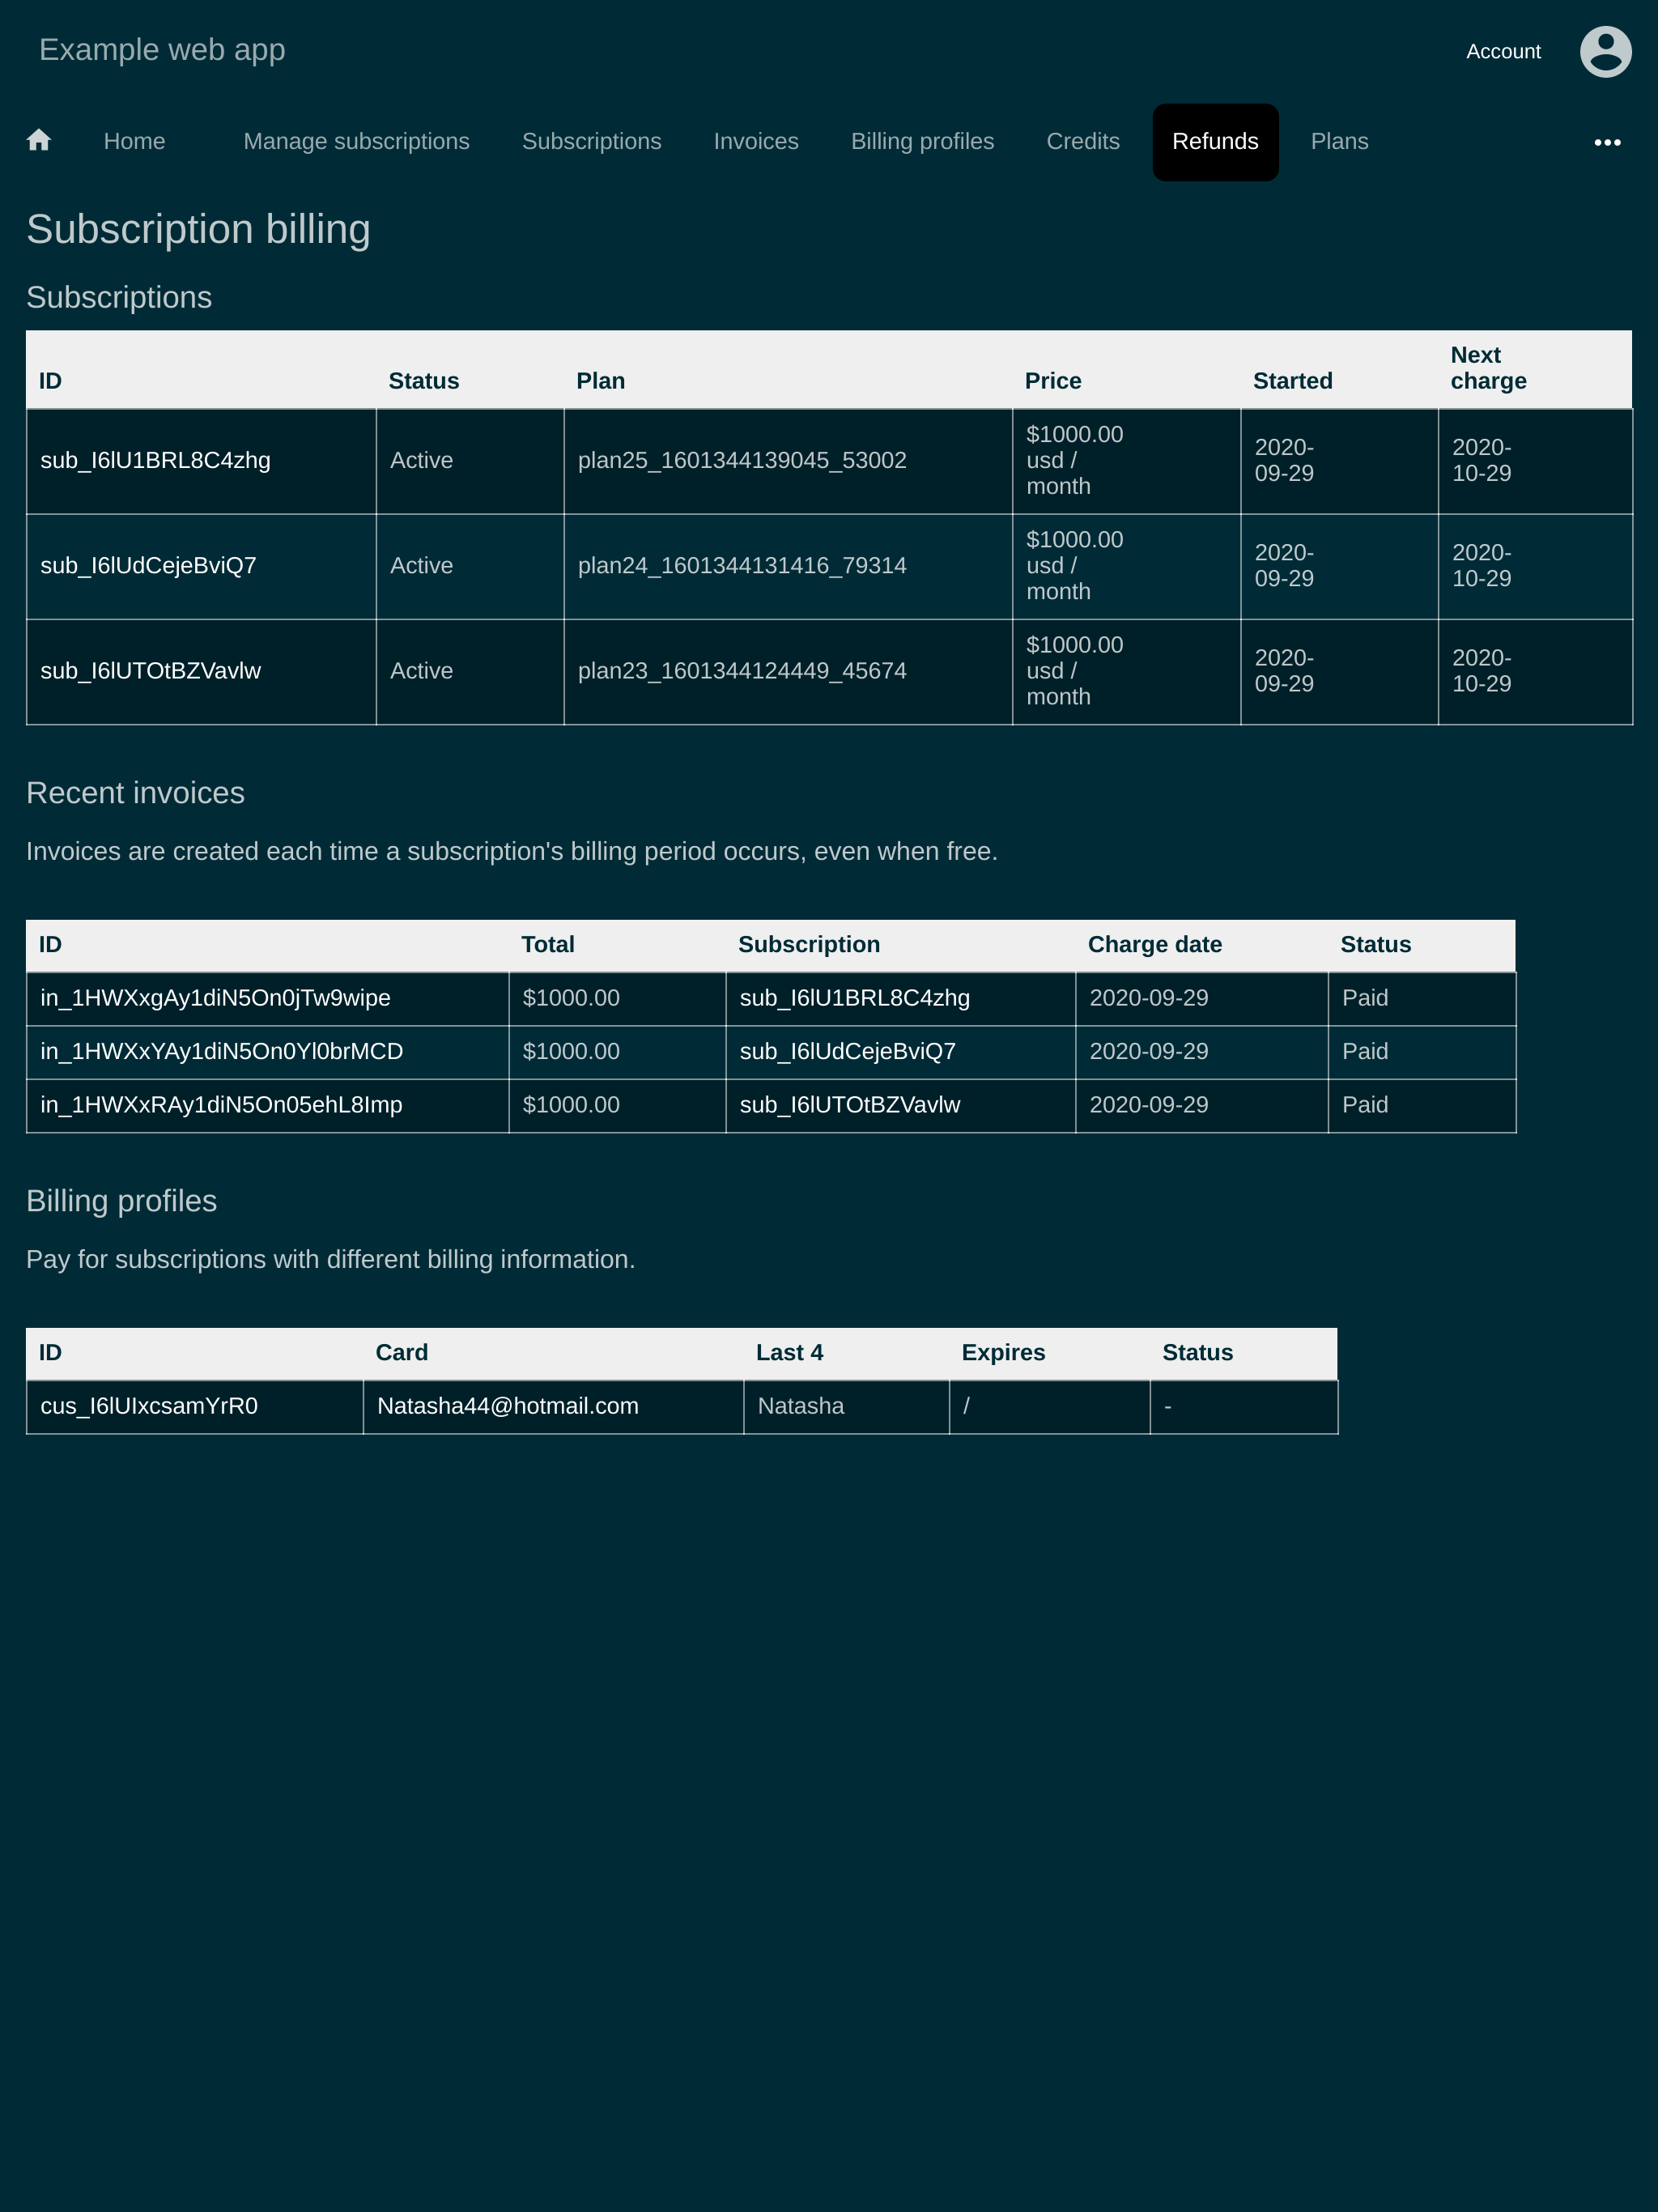 Example web app
Account
Home Manage subscriptions Subscriptions Invoices Billing profiles Credits Refunds Plans
Subscription billing
Subscriptions
ID Status Plan Price Started Next charge
sub_I6lU1BRL8C4zhg Active plan25_1601344139045_53002 $1000.00 usd / month 2020-09-29 2020-10-29
sub_I6lUdCejeBviQ7 Active plan24_1601344131416_79314 $1000.00 usd / month 2020-09-29 2020-10-29
sub_I6lUTOtBZVavlw Active plan23_1601344124449_45674 $1000.00 usd / month 2020-09-29 2020-10-29
Recent invoices
Invoices are created each time a subscription's billing period occurs, even when free.
ID Total Subscription Charge date Status
in_1HWXxgAy1diN5On0jTw9wipe $1000.00 sub_I6lU1BRL8C4zhg 2020-09-29 Paid
in_1HWXxYAy1diN5On0Yl0brMCD $1000.00 sub_I6lUdCejeBviQ7 2020-09-29 Paid
in_1HWXxRAy1diN5On05ehL8Imp $1000.00 sub_I6lUTOtBZVavlw 2020-09-29 Paid
Billing profiles
Pay for subscriptions with different billing information.
ID Card Last 4 Expires Status
cus_I6lUIxcsamYrR0 Natasha44@hotmail.com Natasha / -